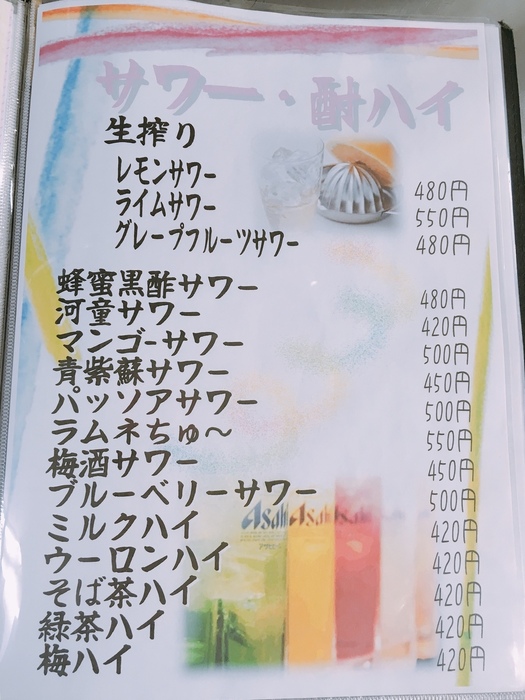 サワー・酎ハイ
生搾り
レモンサワー 480円
ライムサワー 550円
グレープフルーツサワー 480円
蜂蜜黒酢サワー 480円
河童サワー 420円
マンゴーサワー 500円
青紫蘇サワー 450円
パッソアサワー 500円
ラムネちゅ～ 550円
梅酒サワー 450円
ブルーベリーサワー 500円
ミルクハイ 420円
ウーロンハイ 420円
そば茶ハイ 420円
緑茶ハイ 420円
梅ハイ 420円